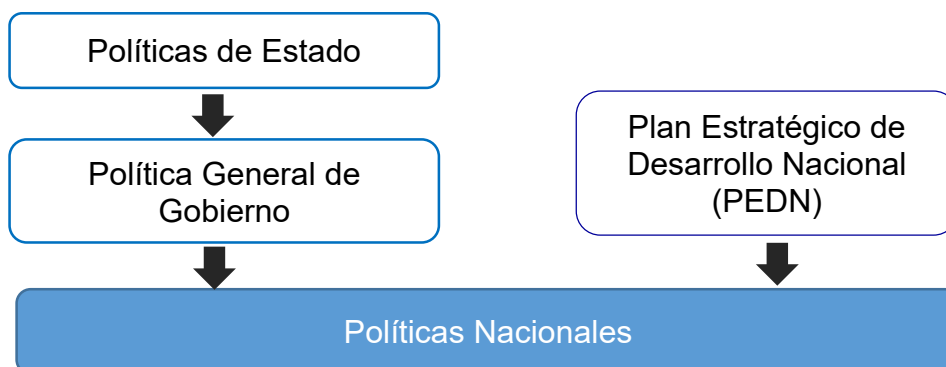 Políticas de Estado
Política General de
Gobierno
Plan Estratégico de
Desarrollo Nacional
(PEDN)
Políticas Nacionales